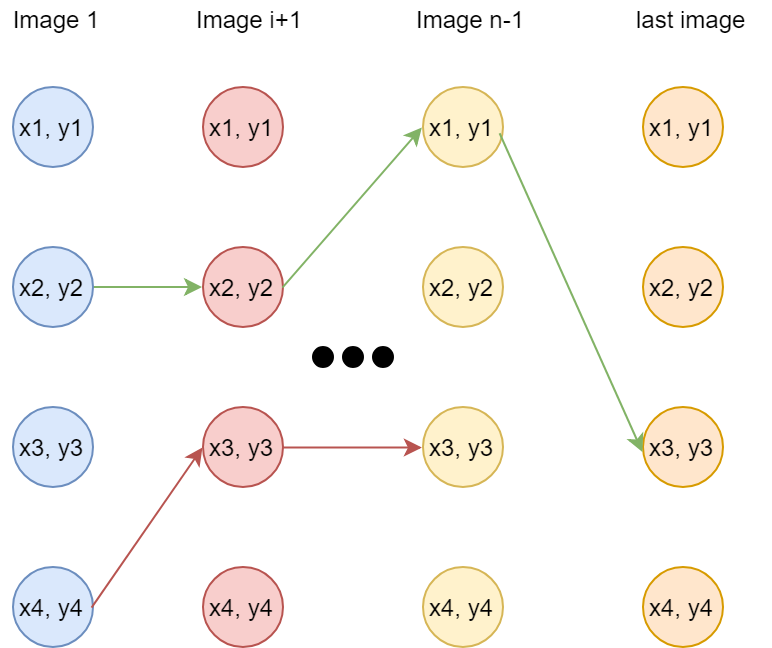 Image 1 Image i+1 Image n-1 last image
x1, y1 x1, y1 x1, y1 x1, y1
x2, y2 x2, y2 x2, y2 x2, y2
x3, y3 x3, y3 x3, y3 x3, y3
x4, y4 x4, y4 x4, y4 x4, y4